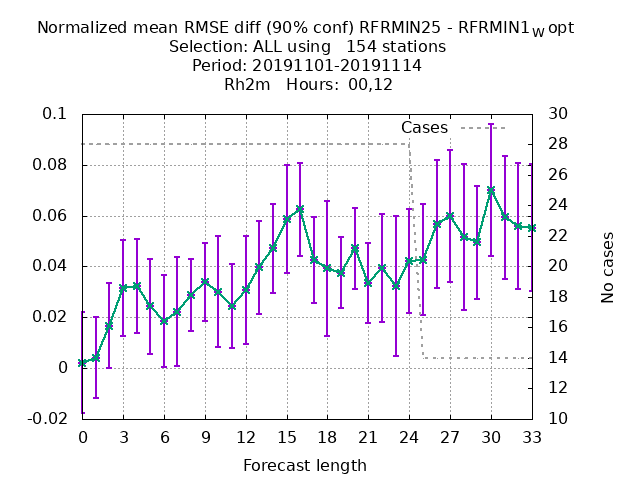 Normalized mean RMSE diff (90% conf) RFRMIN25 - RFRMIN1wopt
Selection: ALL using 154 stations
Period: 20191101-20191114
Rh2m Hours: 00,12
Cases
0.1
0.08
0.06
0.04
0.02
0
-0.02
30
28
26
24
22
20
18
16
14
12
10
No cases
0 3 6 9 12 15 18 21 24 27 30 33
Forecast length